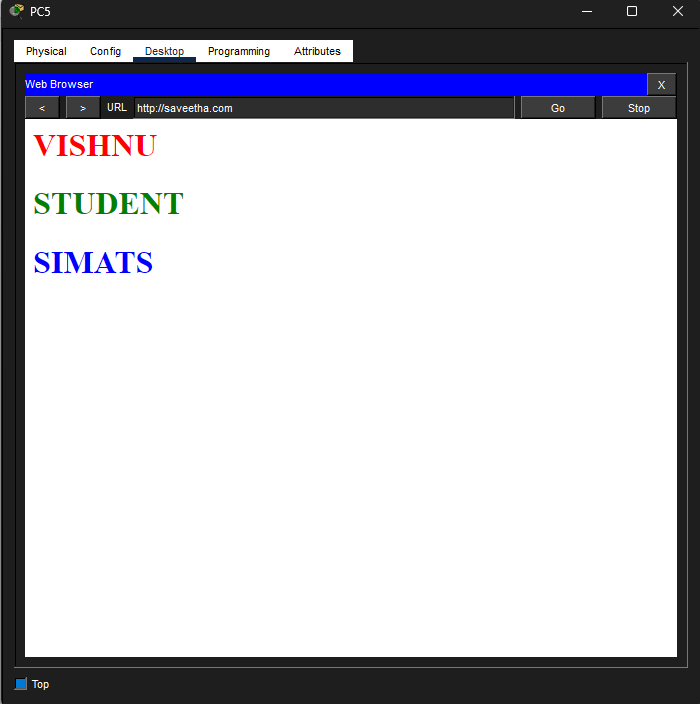 PC5
Physical Config Desktop Programming Attributes
Web Browser X
< > URL http://saveetha.com Go Stop
VISHNU
STUDENT
SIMATS
Top